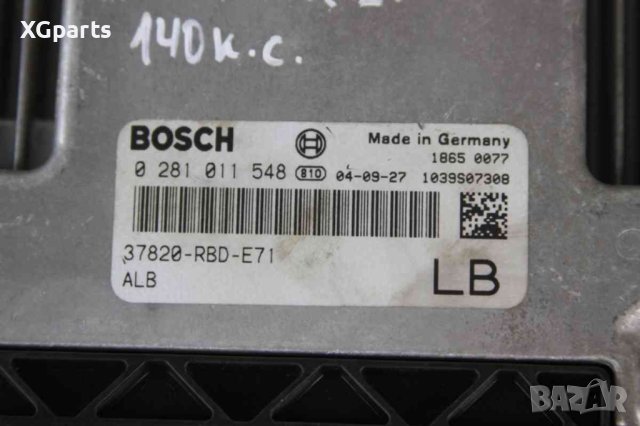 XGparts
140к.с.
BOSCH Made in Germany
1865 0077
0 281 011 548 B10 04-09-27 1039S07308
37820-RBD-E71
ALB
LB
BAZAR